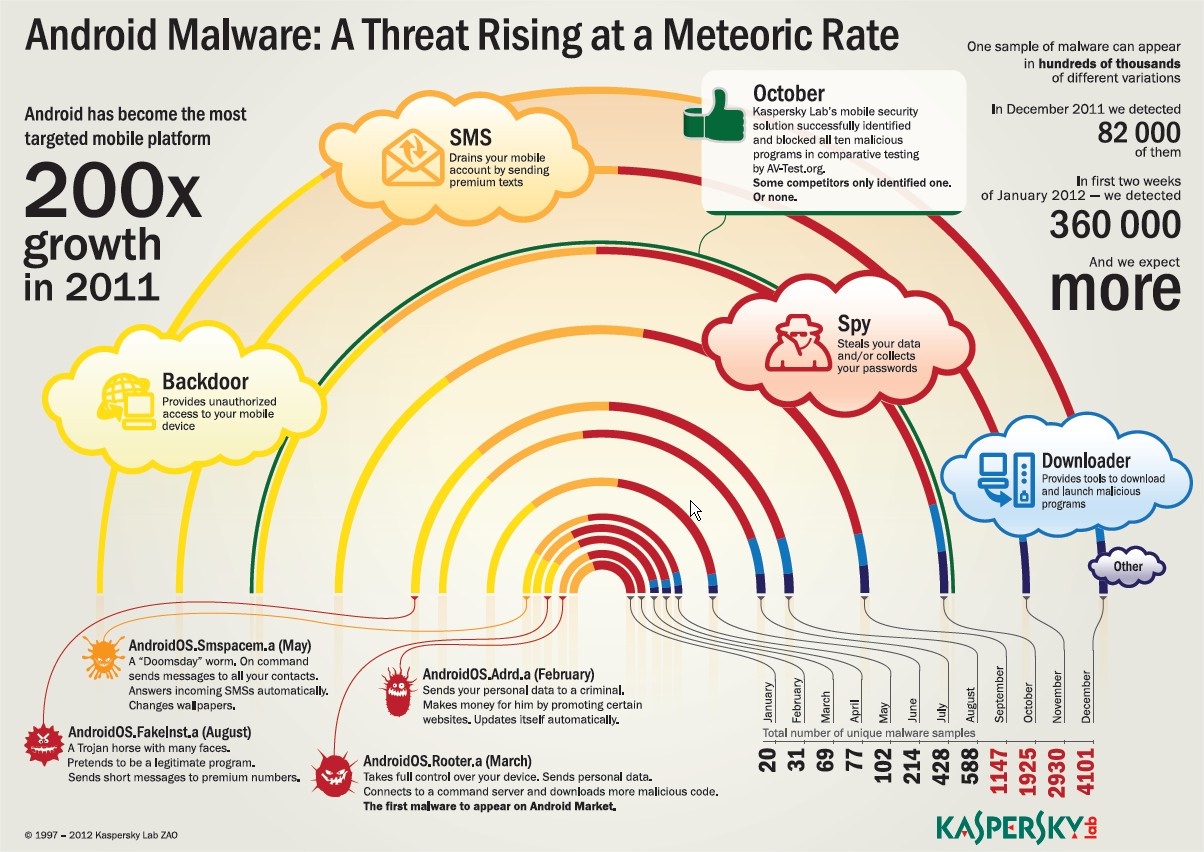 Android Malware: A Threat Rising at a Meteoric Rate
Android has become the most
targeted mobile platform
200x
growth
in 2011
One sample of malware can appear
in hundreds of thousands
of different variations
In December 2011 we detected
82 000
of them
In first two weeks
of January 2012 – we detected
360 000
And we expect
more
SMS
Drains your mobile
account by sending
premium texts
October
Kaspersky Lab's mobile security
solution successfully identified
and blocked all ten malicious
programs in comparative testing
by AV-Test.org.
Some competitors only identified one.
Or none.
Backdoor
Provides unauthorized
access to your mobile
device
Spy
Steals your data
and/or collects
your passwords
Downloader
Provides tools to download
and launch malicious
programs
Other
AndroidOS.Smspacem.a (May)
A "Doomsday" worm. On command
sends messages to all your contacts.
Answers incoming SMSs automatically.
Changes wallpapers.
AndroidOS.FakeInst.a (August)
A Trojan horse with many faces.
Pretends to be a legitimate program.
Sends short messages to premium numbers.
AndroidOS.Adrd.a (February)
Sends your personal data to a criminal.
Makes money for him by promoting certain
websites. Updates itself automatically.
AndroidOS.Rooter.a (March)
Takes full control over your device. Sends personal data.
Connects to a command server and downloads more malicious code.
The first malware to appear on Android Market.
January
February
March
April
May
June
July
August
September
October
November
December
Total number of unique malware samples
20
31
69
77
102
214
428
588
1147
1925
2930
4101
© 1997 – 2012 Kaspersky Lab ZAO
KASPERSKY lab